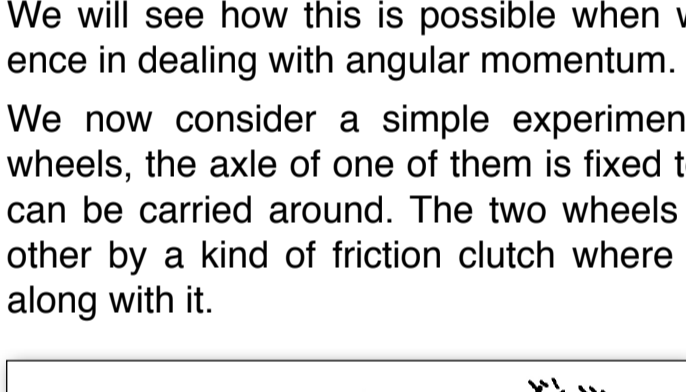 We will see how this is possible when
ence in dealing with angular momentum.
We now consider a simple experimen
wheels, the axle of one of them is fixed t
can be carried around. The two wheels
other by a kind of friction clutch where
along with it.